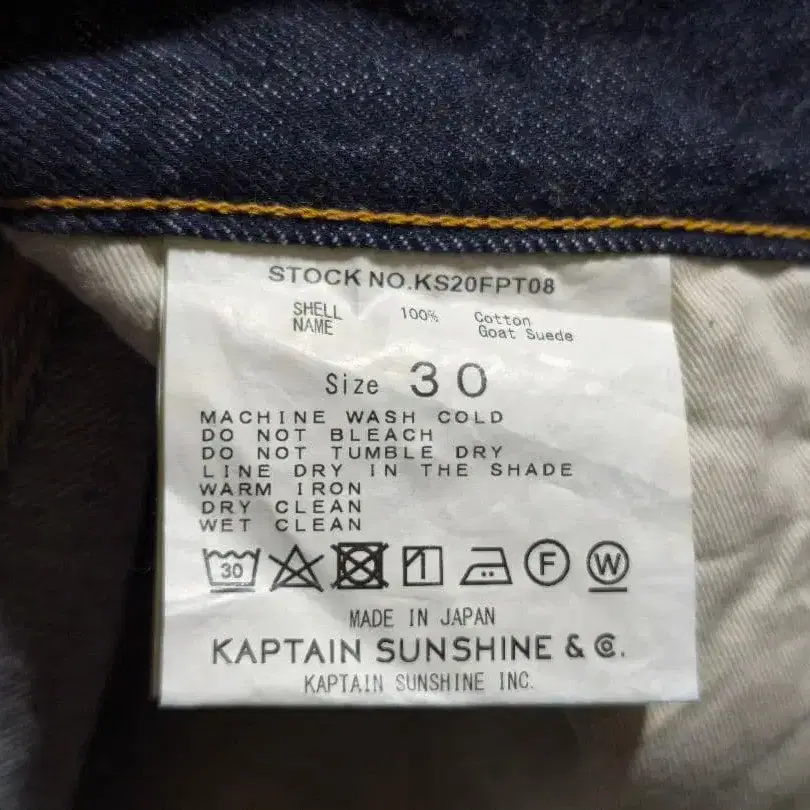 STOCK NO.KS20FPT08
SHELL 100% Cotton
NAME Goat Suede
Size 30
MACHINE WASH COLD
DO NOT BLEACH
DO NOT TUMBLE DRY
LINE DRY IN THE SHADE
WARM IRON
DRY CLEAN
WET CLEAN
30 F W
MADE IN JAPAN
KAPTAIN SUNSHINE & Co.
KAPTAIN SUNSHINE INC.